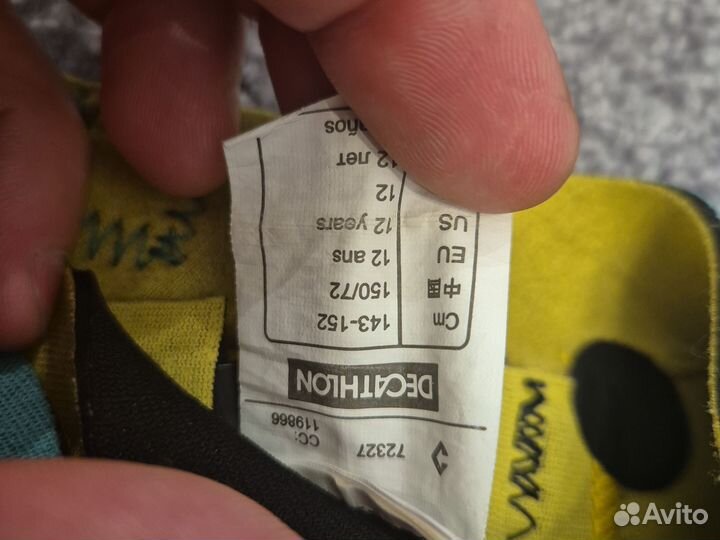 72327
CC:
119866
DECATHLON
Cm 143-152
中国 150/72
EU 12 ans
US 12 years
12
12 лет
años
Avito